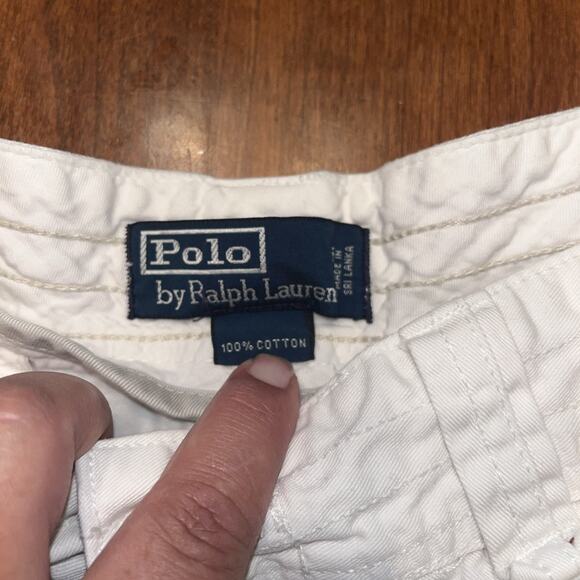 Polo
by Ralph Lauren
MADE IN
SRI LANKA
100% COTTON